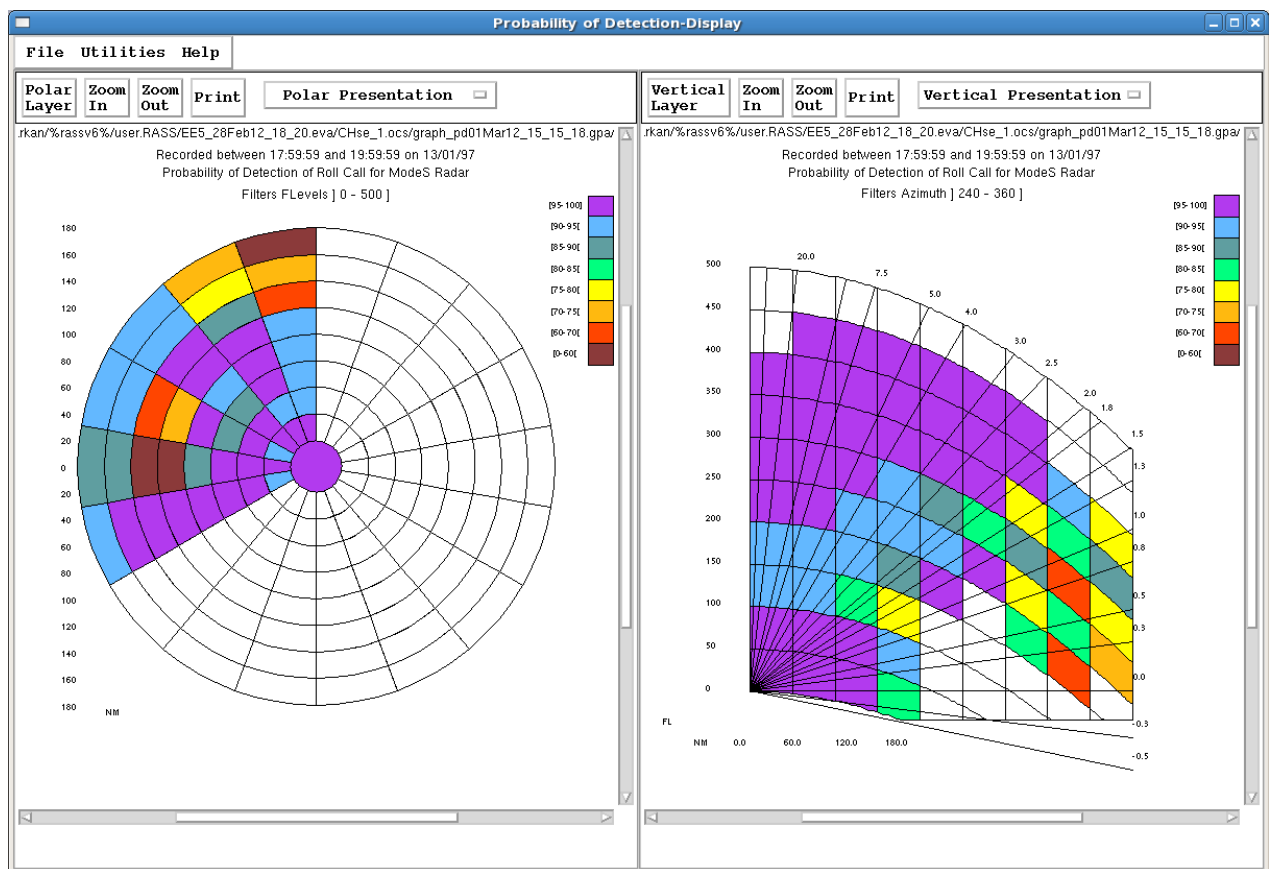 Probability of Detection-Display
File Utilities Help
Polar Layer
Zoom In
Zoom Out
Print
Polar Presentation
.rkan/%rassv6%/user.RASS/EE5_28Feb12_18_20.eva/CHse_1.ocs/graph_pd01Mar12_15_15_18.gpa/
Recorded between 17:59:59 and 19:59:59 on 13/01/97
Probability of Detection of Roll Call for ModeS Radar
Filters FLevels ] 0 - 500 ]
[95-100]
[90-95[
[85-90[
[80-85[
[75-80[
[70-75[
[60-70[
[0-60[
180
160
140
120
100
80
60
40
20
0
20
40
60
80
100
120
140
160
180
NM
Vertical Layer
Zoom In
Zoom Out
Print
Vertical Presentation
.rkan/%rassv6%/user.RASS/EE5_28Feb12_18_20.eva/CHse_1.ocs/graph_pd01Mar12_15_15_18.gpa/
Recorded between 17:59:59 and 19:59:59 on 13/01/97
Probability of Detection of Roll Call for ModeS Radar
Filters Azimuth ] 240 - 360 ]
[95-100]
[90-95[
[85-90[
[80-85[
[75-80[
[70-75[
[60-70[
[0-60[
500
450
400
350
300
250
200
150
100
50
0
20.0
7.5
5.0
4.0
3.0
2.5
2.0
1.8
1.5
1.3
1.0
0.8
0.5
0.3
0.0
-0.3
-0.5
FL
NM 0.0 60.0 120.0 180.0